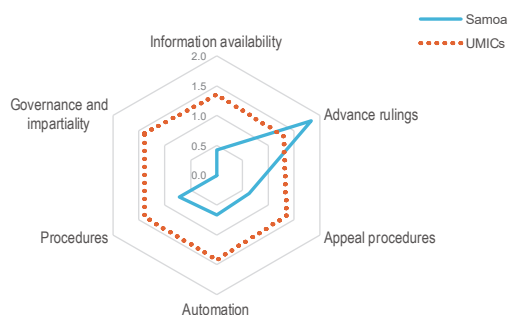 Samoa
UMICs
Information availability
2.0
1.5
1.0
0.5
0.0
Advance rulings
Appeal procedures
Automation
Procedures
Governance and
impartiality